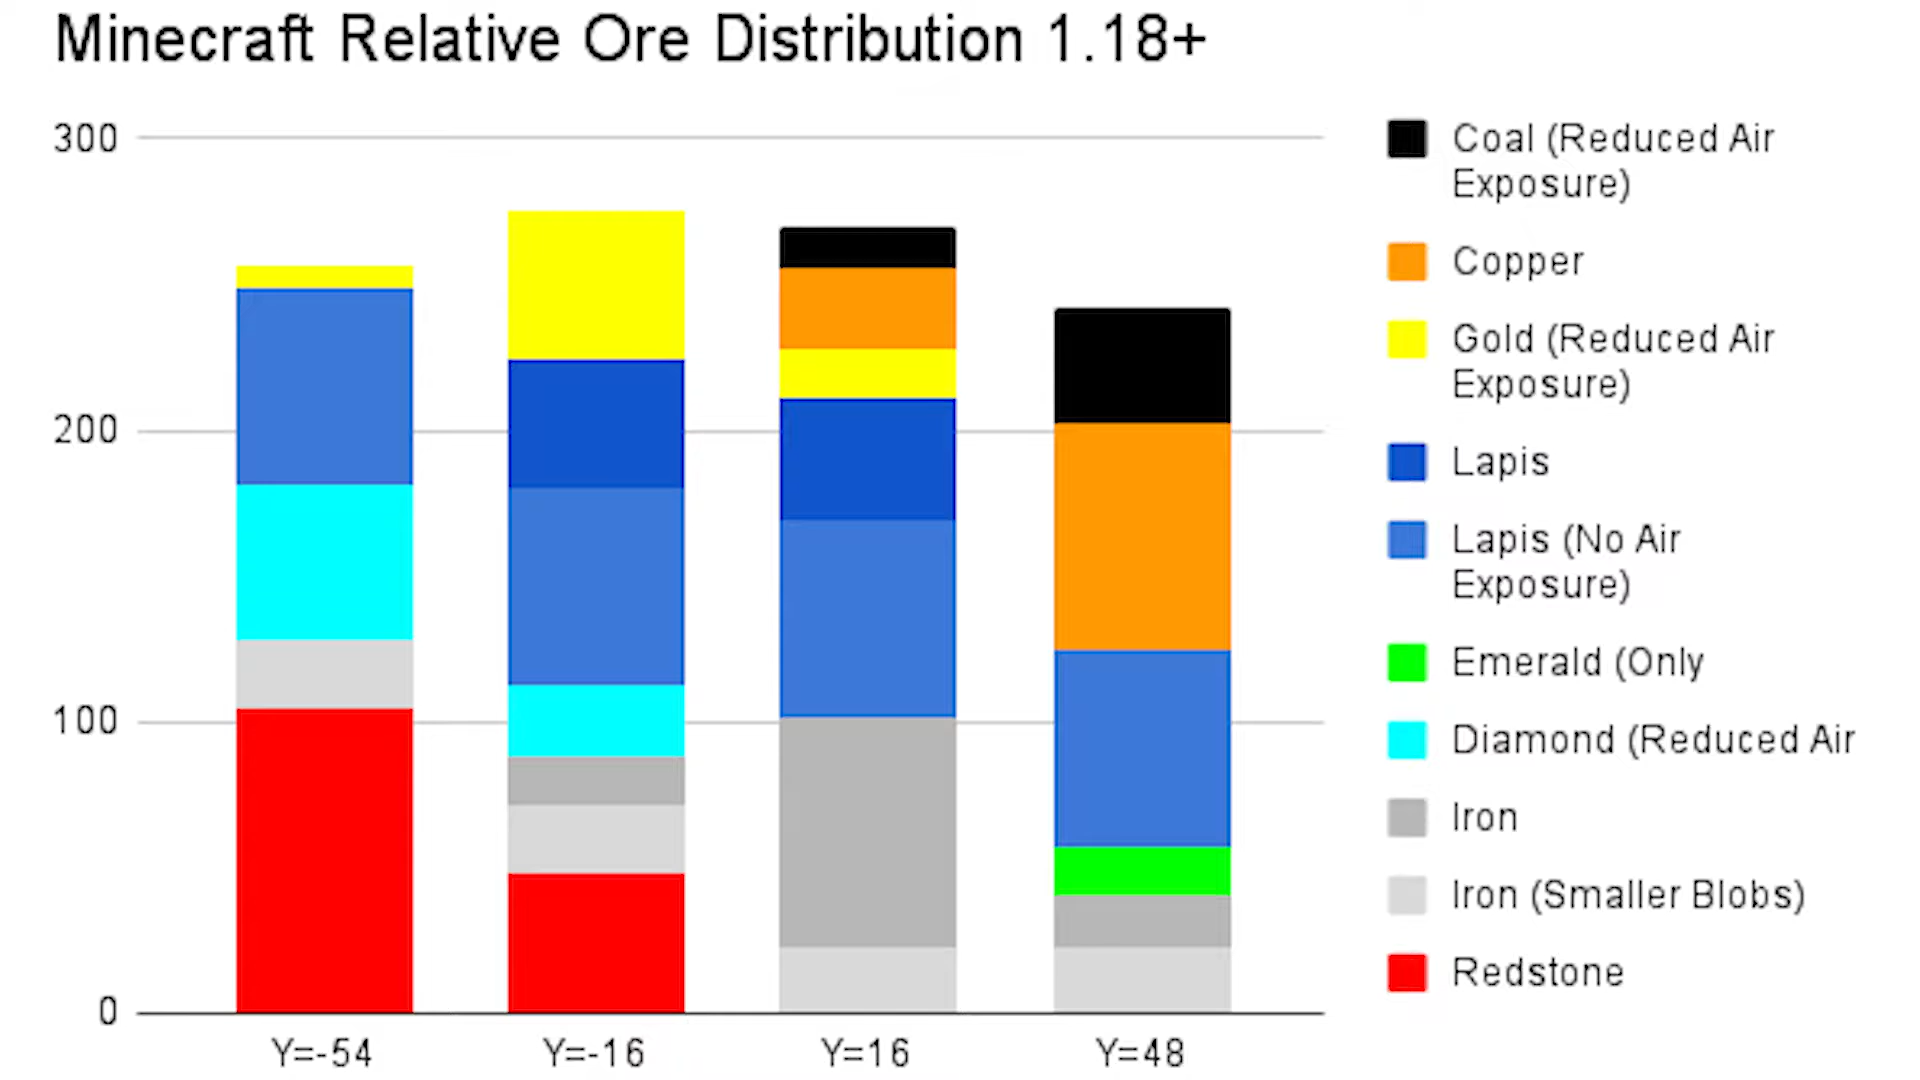 Minecraft Relative Ore Distribution 1.18+
300
200
100
0
Y=-54
Y=-16
Y=16
Y=48
Coal (Reduced Air
Exposure)
Copper
Gold (Reduced Air
Exposure)
Lapis
Lapis (No Air
Exposure)
Emerald (Only
Diamond (Reduced Air
Iron
Iron (Smaller Blobs)
Redstone